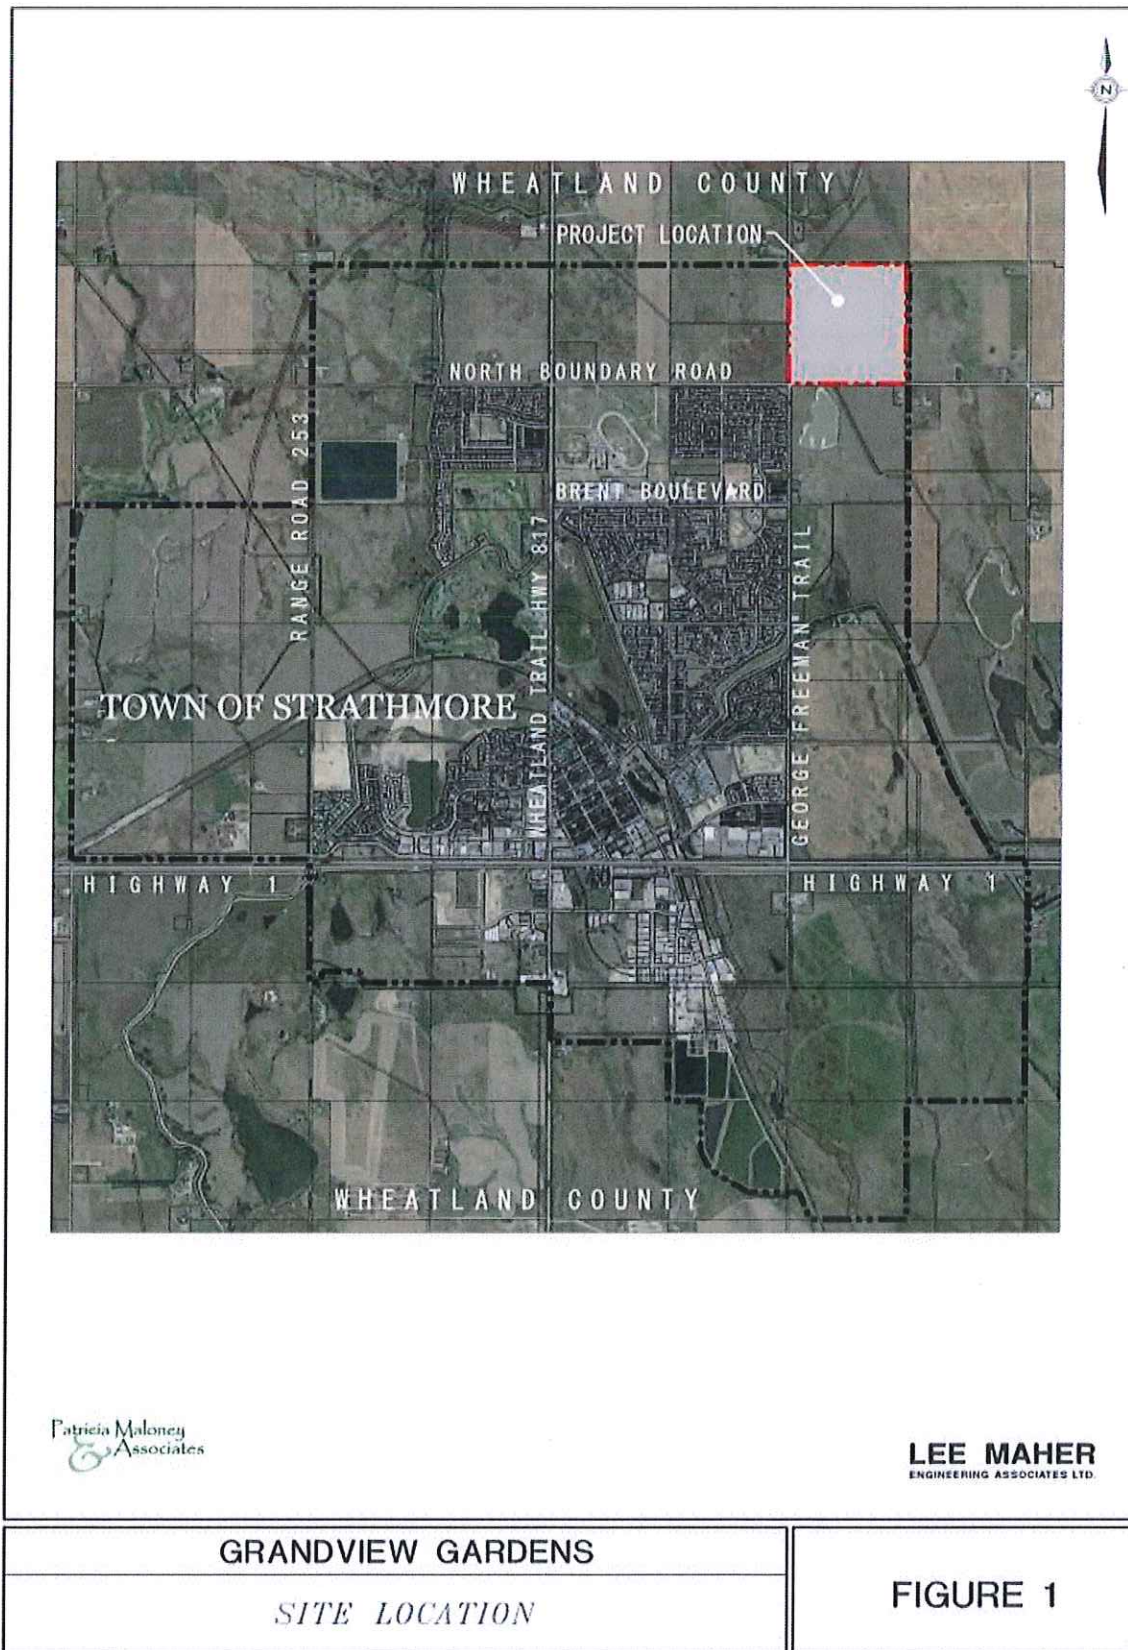 N
WHEATLAND COUNTY
PROJECT LOCATION
NORTH BOUNDARY ROAD
RANGE ROAD 253
BRENT BOULEVARD
WHEATLAND TRAIL HWY 817
GEORGE FREEMAN TRAIL
TOWN OF STRATHMORE
HIGHWAY 1
HIGHWAY 1
WHEATLAND COUNTY
Patricia Maloney
& Associates
LEE MAHER
ENGINEERING ASSOCIATES LTD.
GRANDVIEW GARDENS
SITE LOCATION
FIGURE 1